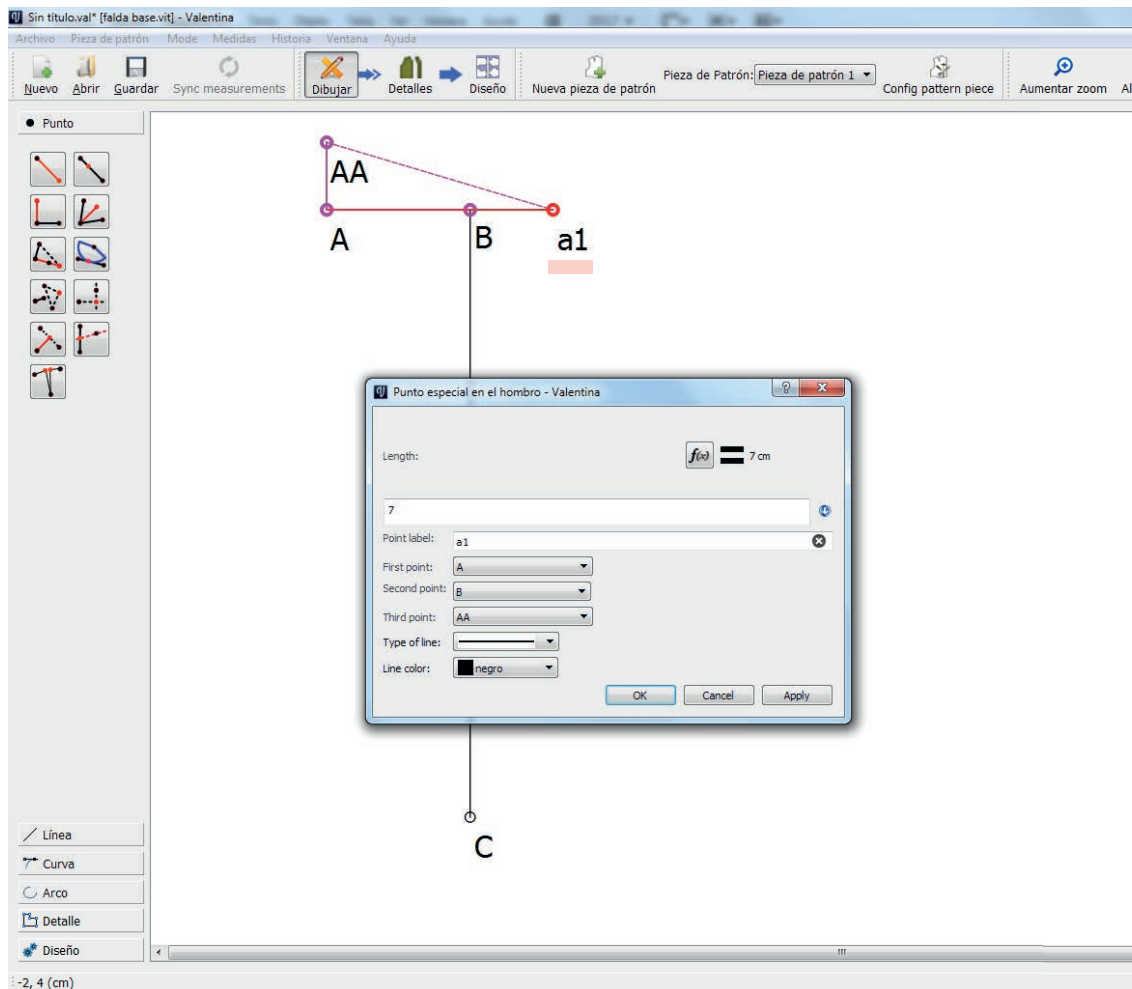 Sin título.val* [falda base.vit] - Valentina
Archivo Pieza de patrón Mode Medidas Historia Ventana Ayuda
Nuevo Abrir Guardar Sync measurements Dibujar Detalles Diseño Nueva pieza de patrón Pieza de Patrón: Pieza de patrón 1 Config pattern piece Aumentar zoom Al
Punto
AA
A B a1
Punto especial en el hombro - Valentina
Length: f(x) 7 cm
7
Point label: a1
First point: A
Second point: B
Third point: AA
Type of line:
Line color: negro
OK Cancel Apply
C
Línea
Curva
Arco
Detalle
Diseño
-2, 4 (cm)